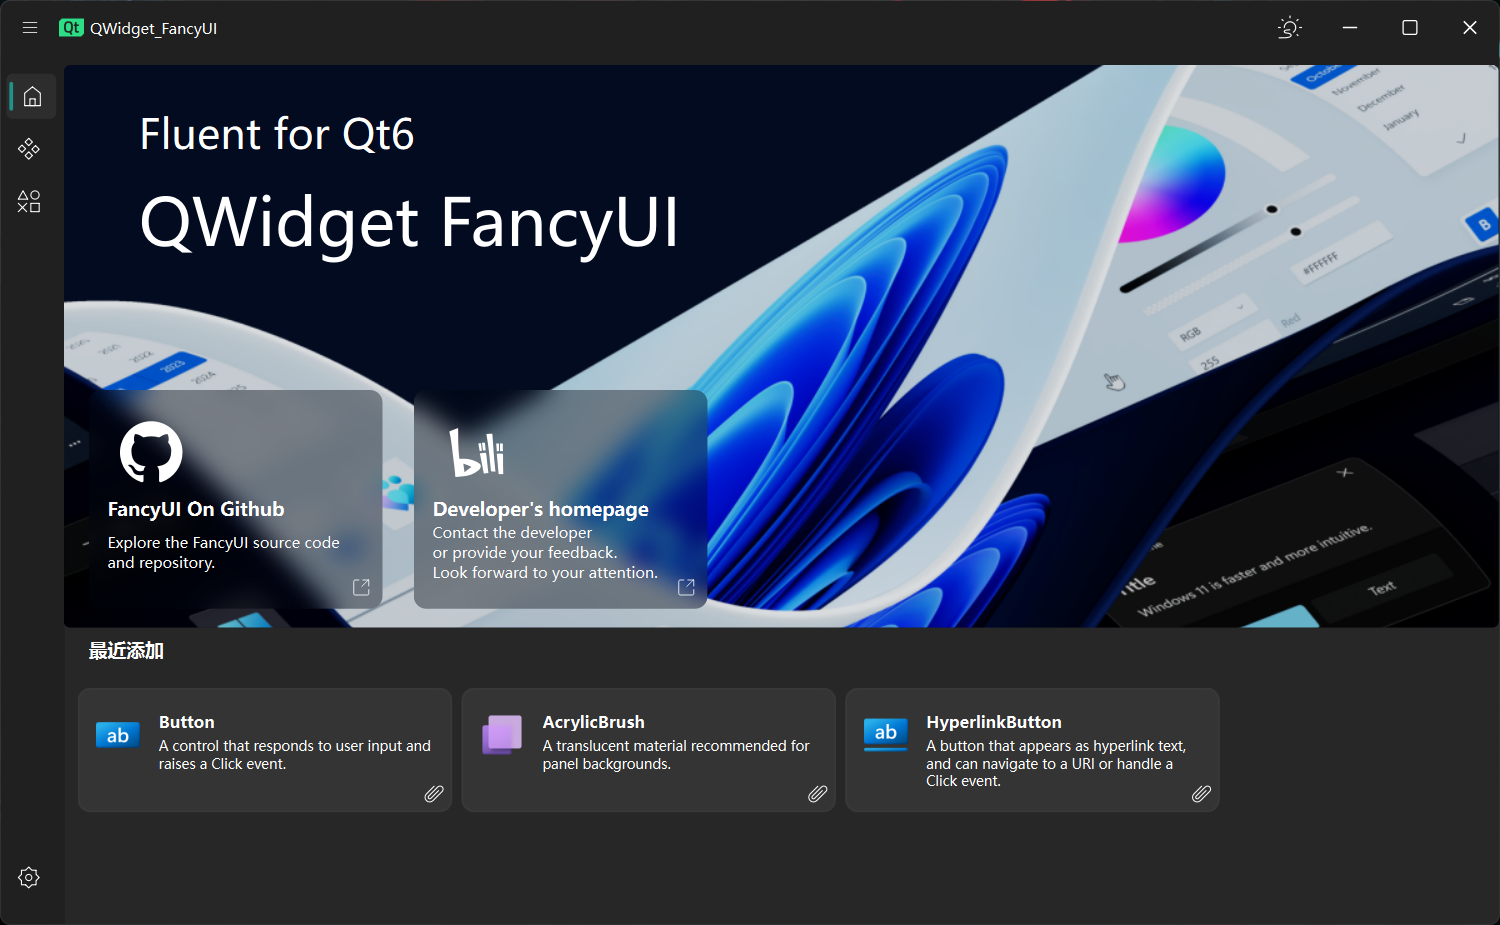 Qt QWidget_FancyUI
Fluent for Qt6
QWidget FancyUI
October
November
December
January
B
#FFFFFF
RGB
Red
255
2022
2023
2024
FancyUI On Github
Explore the FancyUI source code
and repository.
bili
Developer's homepage
Contact the developer
or provide your feedback.
Look forward to your attention.
Windows 11 is faster and more intuitive.
Text
最近添加
ab
Button
A control that responds to user input and
raises a Click event.
AcrylicBrush
A translucent material recommended for
panel backgrounds.
ab
HyperlinkButton
A button that appears as hyperlink text,
and can navigate to a URI or handle a
Click event.